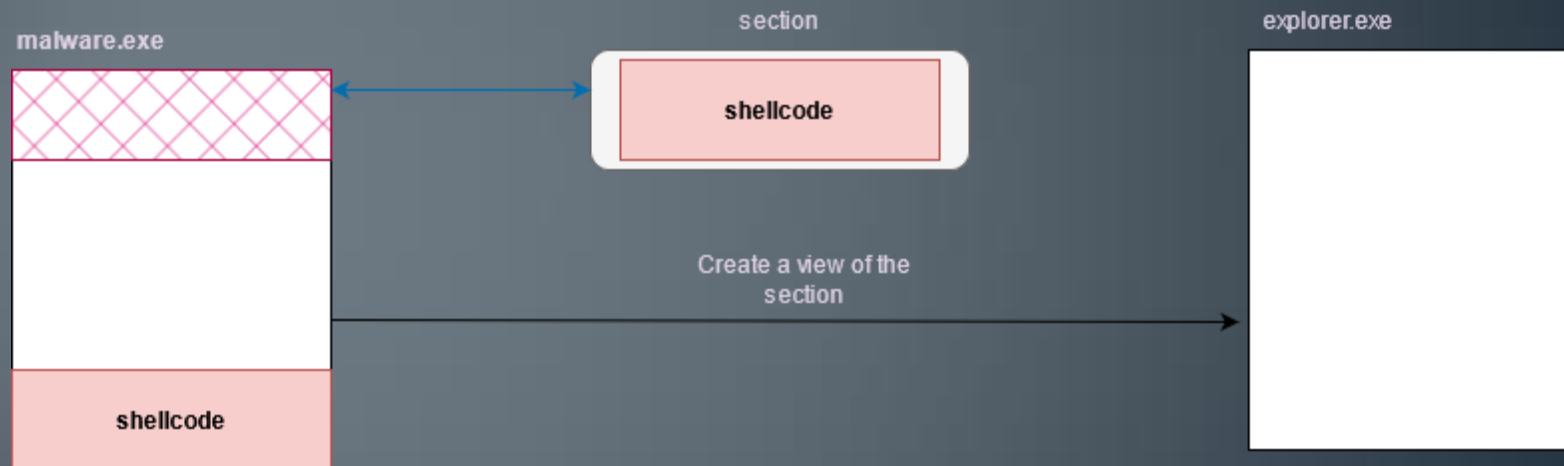 malware.exe
section
explorer.exe
shellcode
Create a view of the
section
shellcode